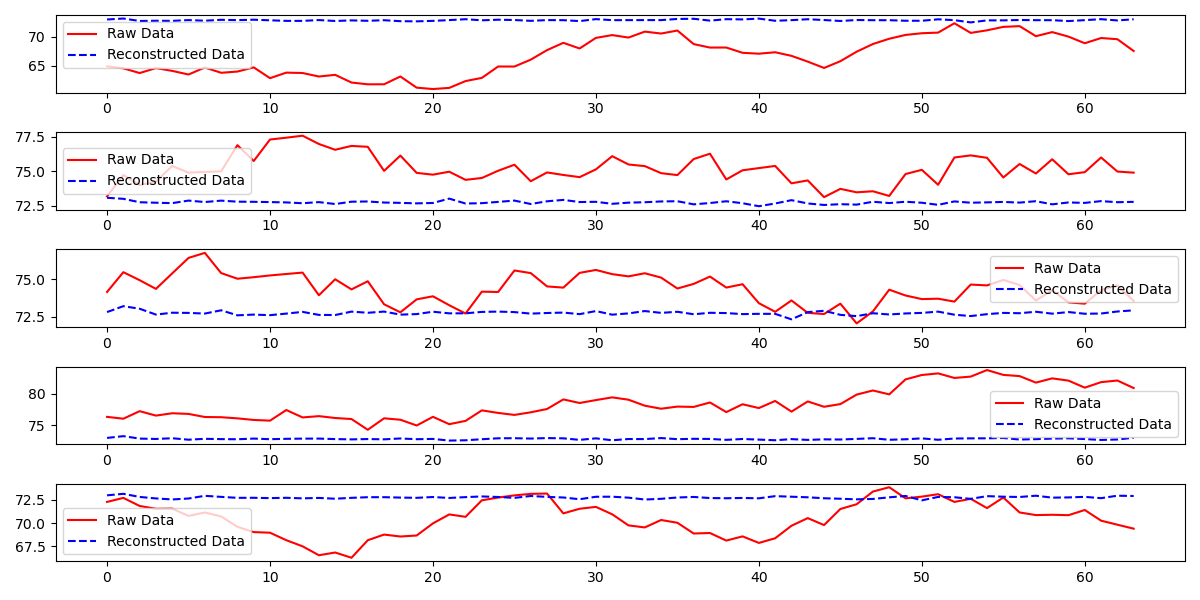 70
65
Raw Data
Reconstructed Data
0 10 20 30 40 50 60
77.5
75.0
72.5
Raw Data
Reconstructed Data
0 10 20 30 40 50 60
75.0
72.5
Raw Data
Reconstructed Data
0 10 20 30 40 50 60
80
75
Raw Data
Reconstructed Data
0 10 20 30 40 50 60
72.5
70.0
67.5
Raw Data
Reconstructed Data
0 10 20 30 40 50 60